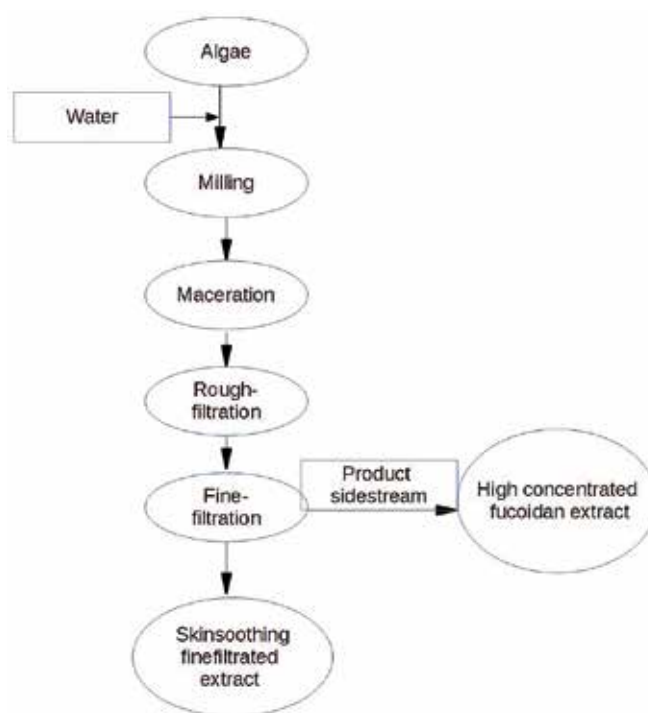 Algae
Water
Milling
Maceration
Rough-
filtration
Fine-
filtration
Product
sidestream
High concentrated
fucoidan extract
Skinsoothing
finefiltrated
extract